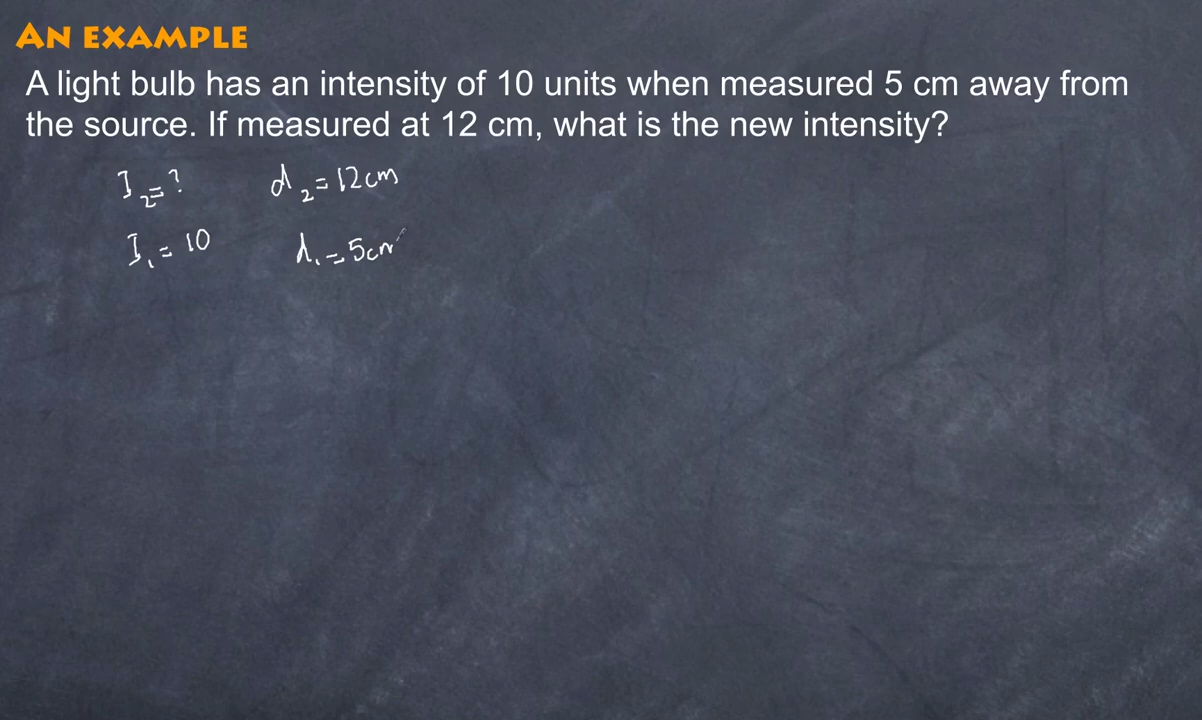 AN EXAMPLE
A light bulb has an intensity of 10 units when measured 5 cm away from
the source. If measured at 12 cm, what is the new intensity?
I₂=? d₂=12cm
I₁=10 d₁=5cm